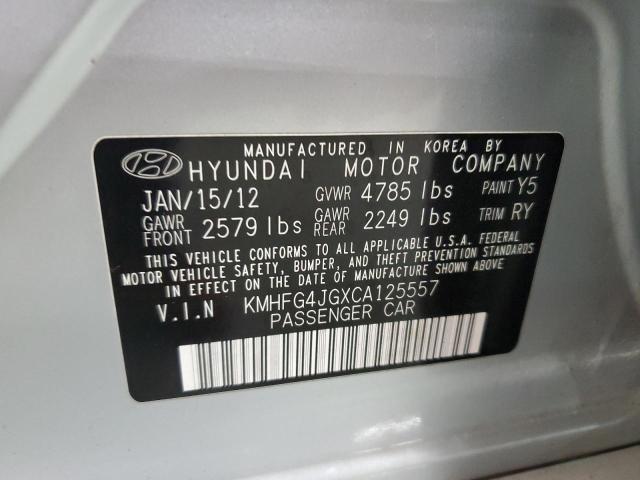 MANUFACTURED IN KOREA BY
HYUNDAI MOTOR COMPANY
JAN/15/12 GVWR 4785 lbs PAINT Y5
GAWR FRONT 2579 lbs GAWR REAR 2249 lbs TRIM RY
THIS VEHICLE CONFORMS TO ALL APPLICABLE U.S.A. FEDERAL
MOTOR VEHICLE SAFETY, BUMPER, AND THEFT PREVENTION STANDARDS
IN EFFECT ON THE DATE OF MANUFACTURE SHOWN ABOVE.
V.I.N KMHFG4JGXCA125557
PASSENGER CAR